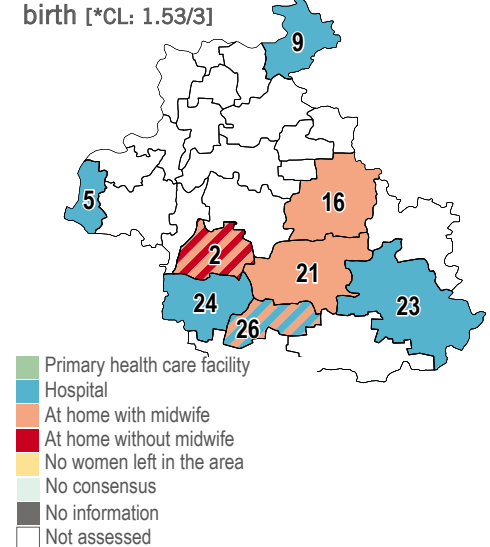 birth [*CL: 1.53/3]
9
5
16
2
21
24
23
26
Primary health care facility
Hospital
At home with midwife
At home without midwife
No women left in the area
No consensus
No information
Not assessed